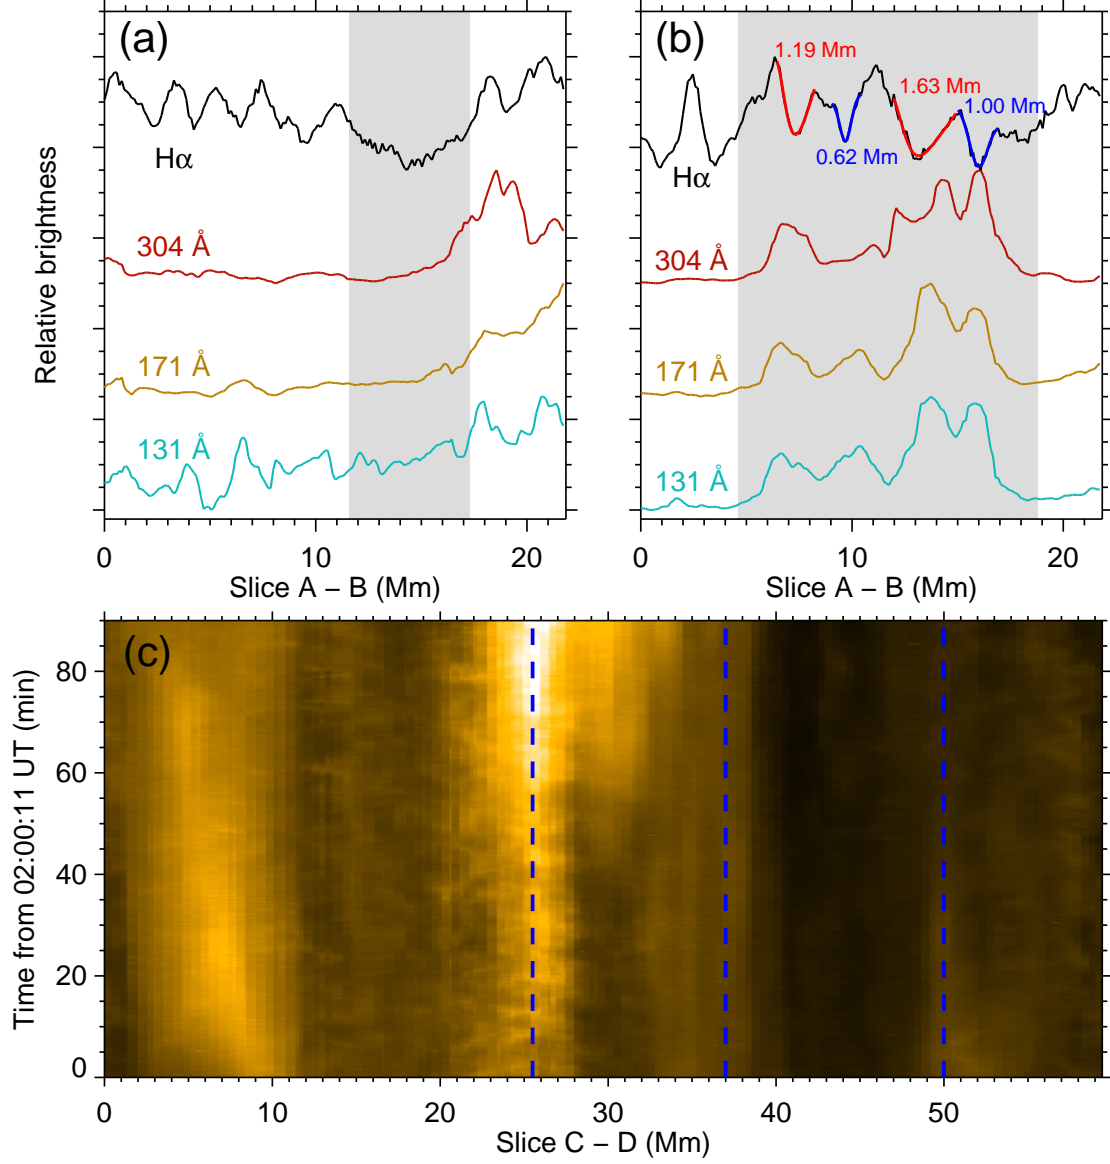 (a)
Hα
304 Å
171 Å
131 Å
Relative brightness
0
10
20
Slice A – B (Mm)
(b)
1.19 Mm
1.63 Mm
1.00 Mm
0.62 Mm
Hα
304 Å
171 Å
131 Å
0
10
20
Slice A – B (Mm)
(c)
Time from 02:00:11 UT (min)
80
60
40
20
0
0
10
20
30
40
50
Slice C – D (Mm)